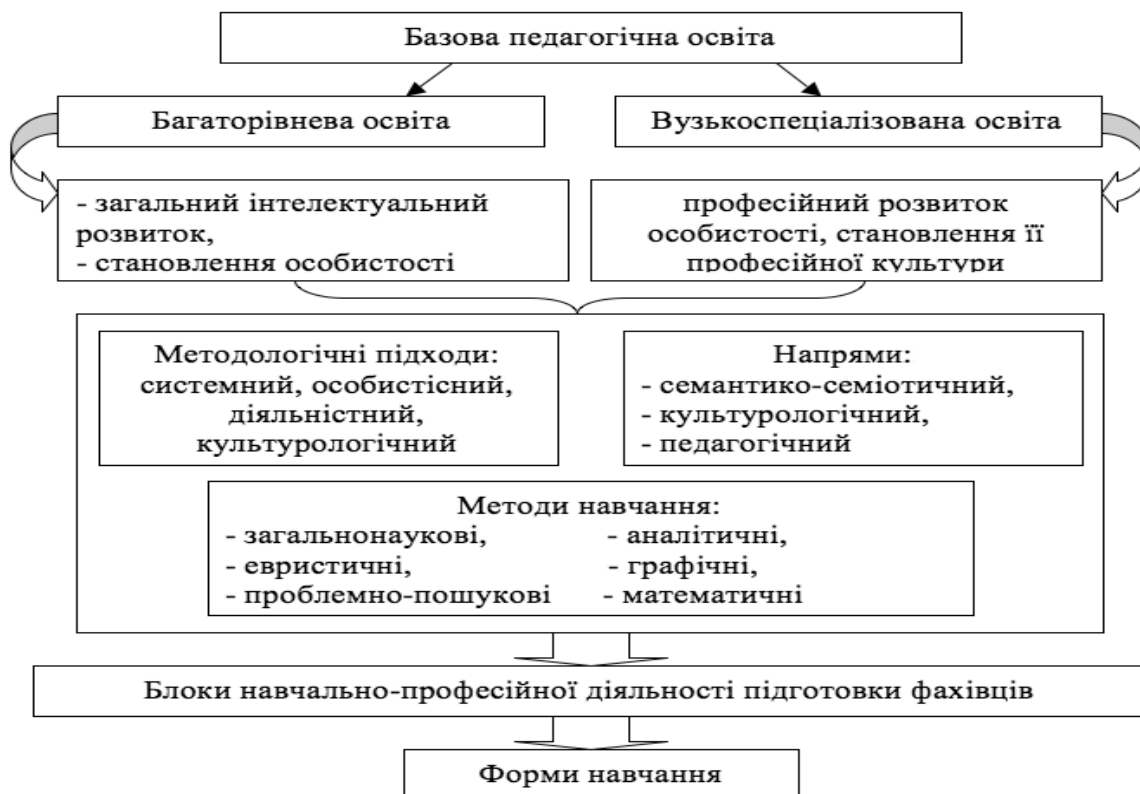 Базова педагогічна освіта
Багаторівнева освіта
Вузькоспеціалізована освіта
- загальний інтелектуальний
розвиток,
- становлення особистості
професійний розвиток
особистості, становлення її
професійної культури
Методологічні підходи:
системний, особистісний,
діяльністний,
культурологічний
Напрями:
- семантико-семіотичний,
- культурологічний,
- педагогічний
Методи навчання:
- загальнонаукові, - аналітичні,
- евристичні, - графічні,
- проблемно-пошукові - математичні
Блоки навчально-професійної діяльності підготовки фахівців
Форми навчання